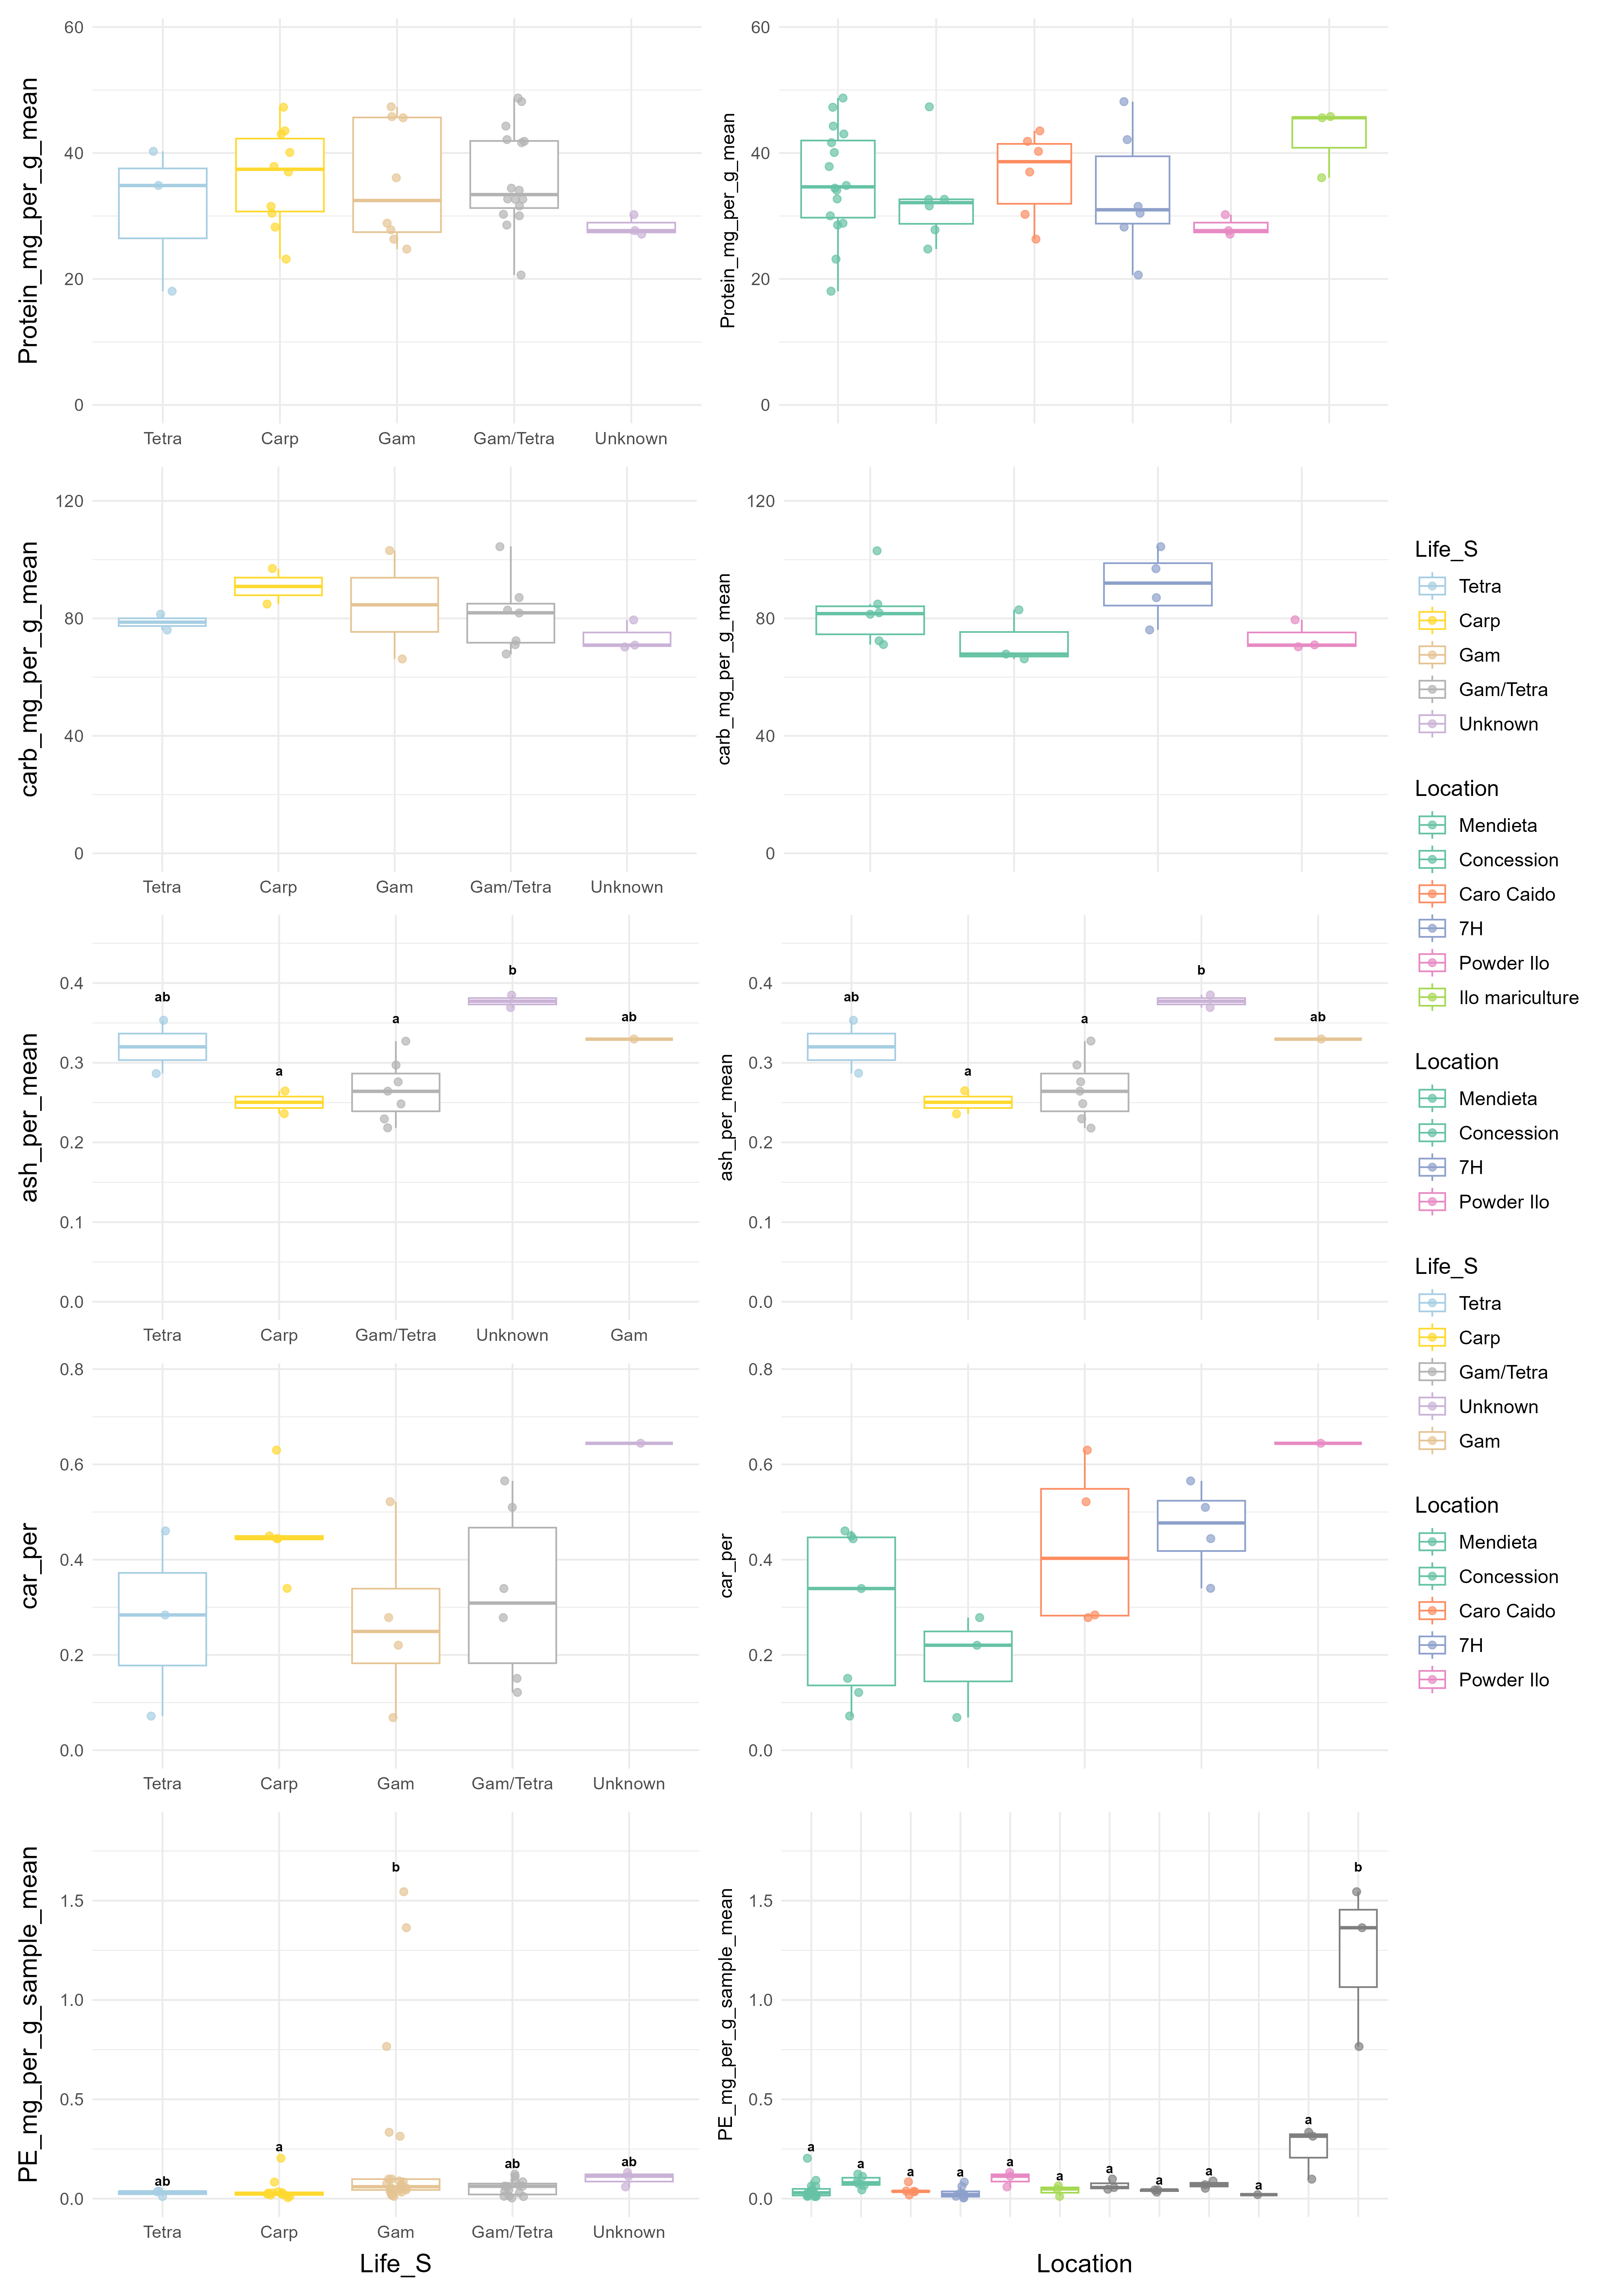 Protein_mg_per_g_mean
60
40
20
0
Tetra Carp Gam Gam/Tetra Unknown
Protein_mg_per_g_mean
60
40
20
0
carb_mg_per_g_mean
120
80
40
0
Tetra Carp Gam Gam/Tetra Unknown
carb_mg_per_g_mean
120
80
40
0
ash_per_mean
0.4
0.3
0.2
0.1
0.0
ab a a b ab
Tetra Carp Gam/Tetra Unknown Gam
ash_per_mean
0.4
0.3
0.2
0.1
0.0
ab a a b ab
car_per
0.8
0.6
0.4
0.2
0.0
Tetra Carp Gam Gam/Tetra Unknown
car_per
0.8
0.6
0.4
0.2
0.0
PE_mg_per_g_sample_mean
1.5
1.0
0.5
0.0
ab a b ab ab
Tetra Carp Gam Gam/Tetra Unknown
Life_S
PE_mg_per_g_sample_mean
1.5
1.0
0.5
0.0
a a a a a a a a a a a b
Location
Life_S
Tetra
Carp
Gam
Gam/Tetra
Unknown
Location
Mendieta
Concession
Caro Caido
7H
Powder Ilo
Ilo mariculture
Location
Mendieta
Concession
7H
Powder Ilo
Life_S
Tetra
Carp
Gam/Tetra
Unknown
Gam
Location
Mendieta
Concession
Caro Caido
7H
Powder Ilo